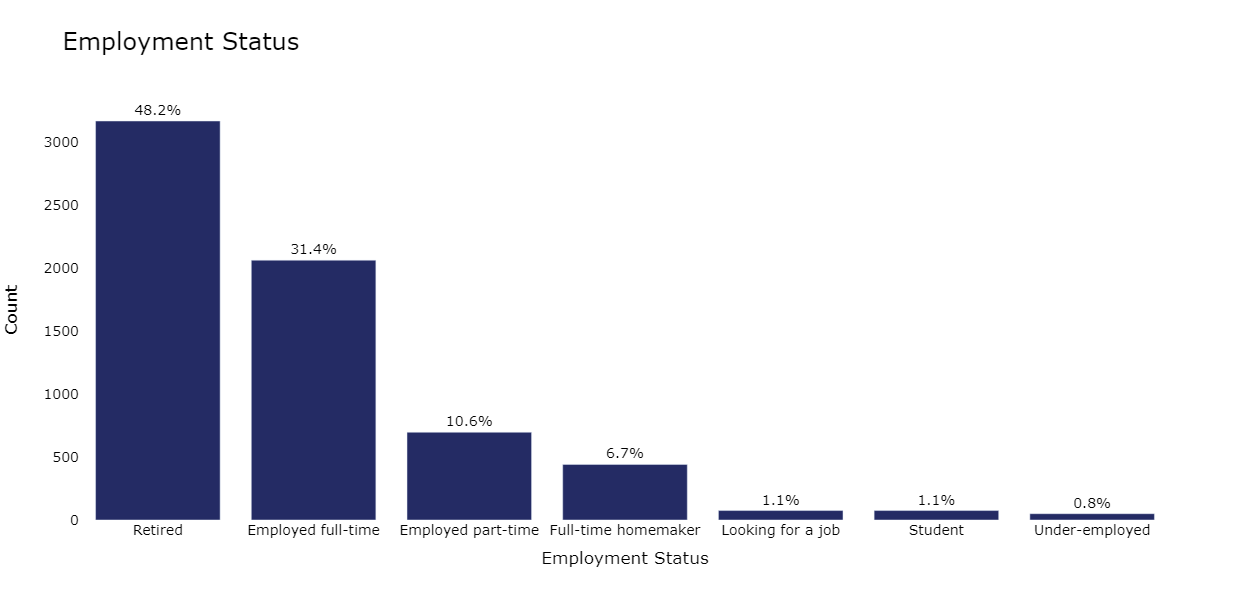 Employment Status
48.2%
3000
31.4%
2500
2000
Count
1500
1000
10.6%
6.7%
500
1.1%
1.1%
0.8%
0
Retired
Employed full-time
Employed part-time
Full-time homemaker
Looking for a job
Student
Under-employed
Employment Status